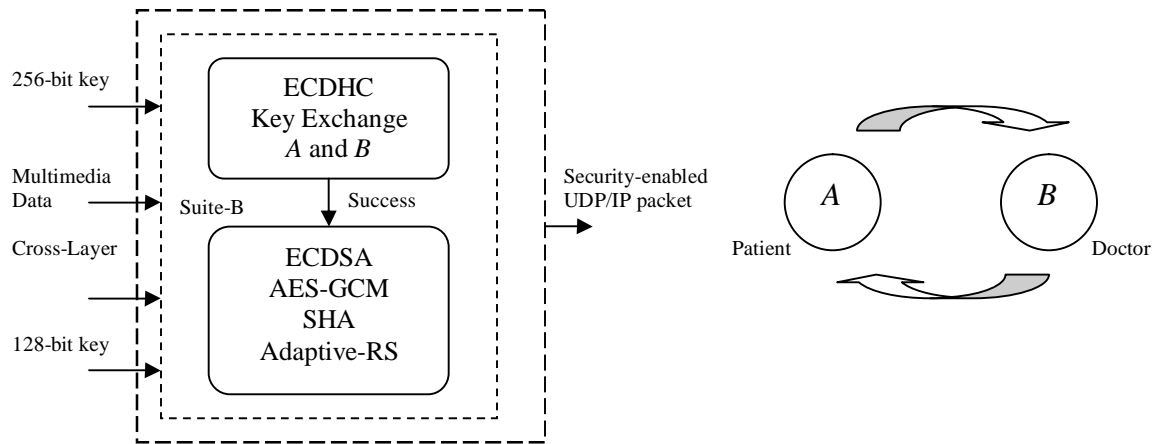 256-bit key
Multimedia
Data
Cross-Layer
128-bit key
ECDHC
Key Exchange
A and B
Suite-B
Success
ECDSA
AES-GCM
SHA
Adaptive-RS
Security-enabled
UDP/IP packet
A
B
Patient
Doctor